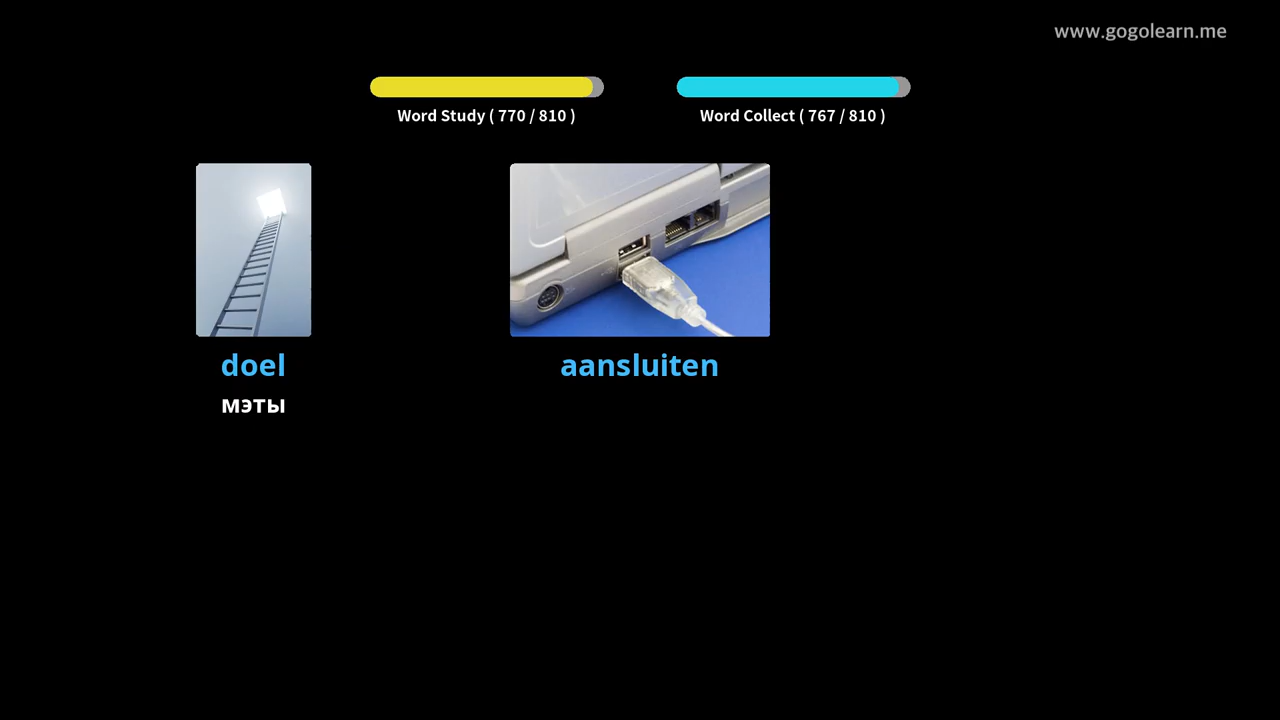 www.gogolearn.me
Word Study ( 770 / 810 )
Word Collect ( 767 / 810 )
doel
мэты
aansluiten